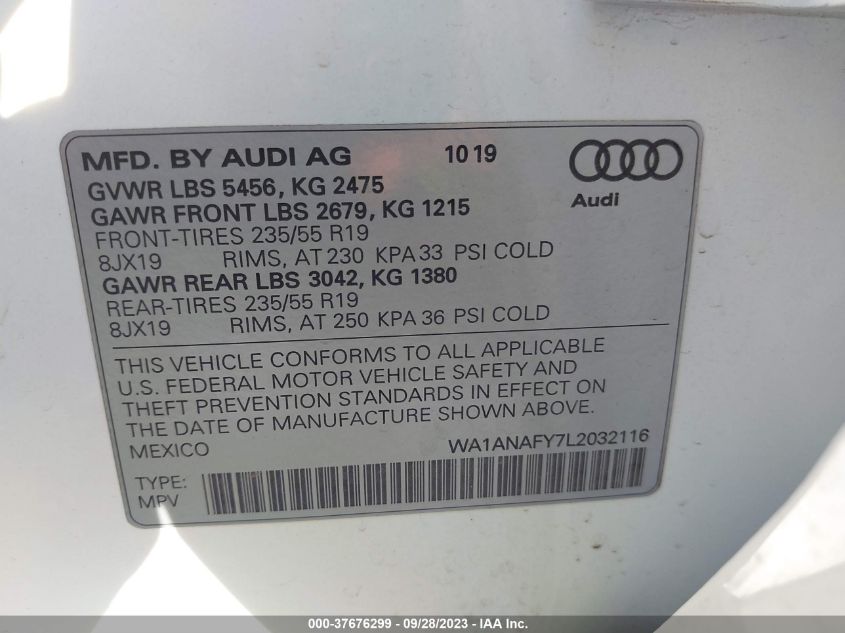 MFD. BY AUDI AG 10 19
Audi
GVWR LBS 5456, KG 2475
GAWR FRONT LBS 2679, KG 1215
FRONT-TIRES 235/55 R19
8JX19 RIMS, AT 230 KPA 33 PSI COLD
GAWR REAR LBS 3042, KG 1380
REAR-TIRES 235/55 R19
8JX19 RIMS, AT 250 KPA 36 PSI COLD
THIS VEHICLE CONFORMS TO ALL APPLICABLE
U.S. FEDERAL MOTOR VEHICLE SAFETY AND
THEFT PREVENTION STANDARDS IN EFFECT ON
THE DATE OF MANUFACTURE SHOWN ABOVE.
MEXICO WA1ANAFY7L2032116
TYPE:
MPV
000-37676299 - 09/28/2023 - IAA Inc.